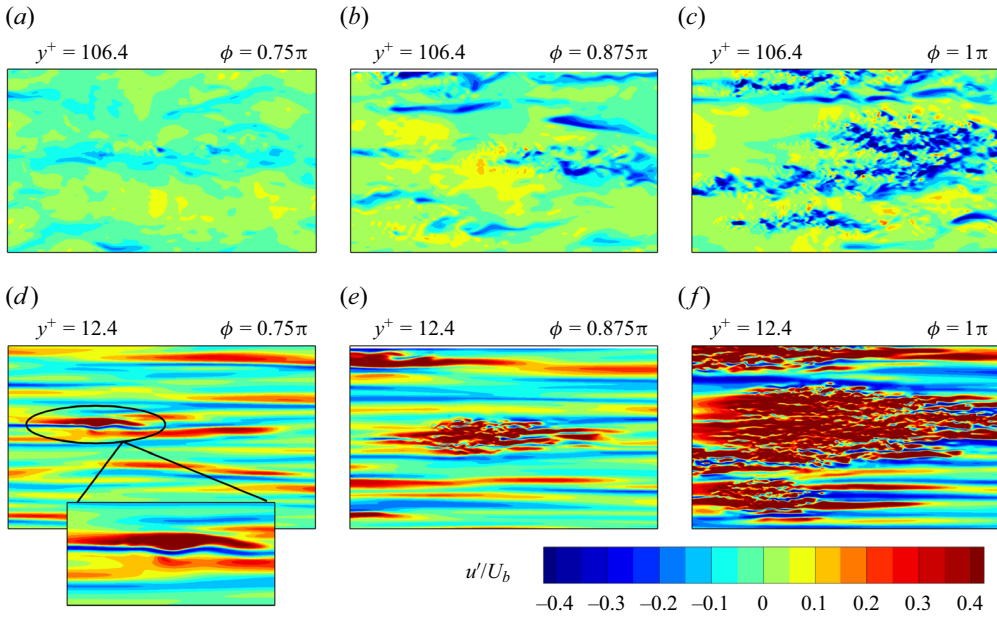 (a)
(b)
(c)
y⁺ = 106.4 ϕ = 0.75π
y⁺ = 106.4 ϕ = 0.875π
y⁺ = 106.4 ϕ = 1π
(d)
(e)
(f)
y⁺ = 12.4 ϕ = 0.75π
y⁺ = 12.4 ϕ = 0.875π
y⁺ = 12.4 ϕ = 1π
u′/U_b
–0.4 –0.3 –0.2 –0.1 0 0.1 0.2 0.3 0.4